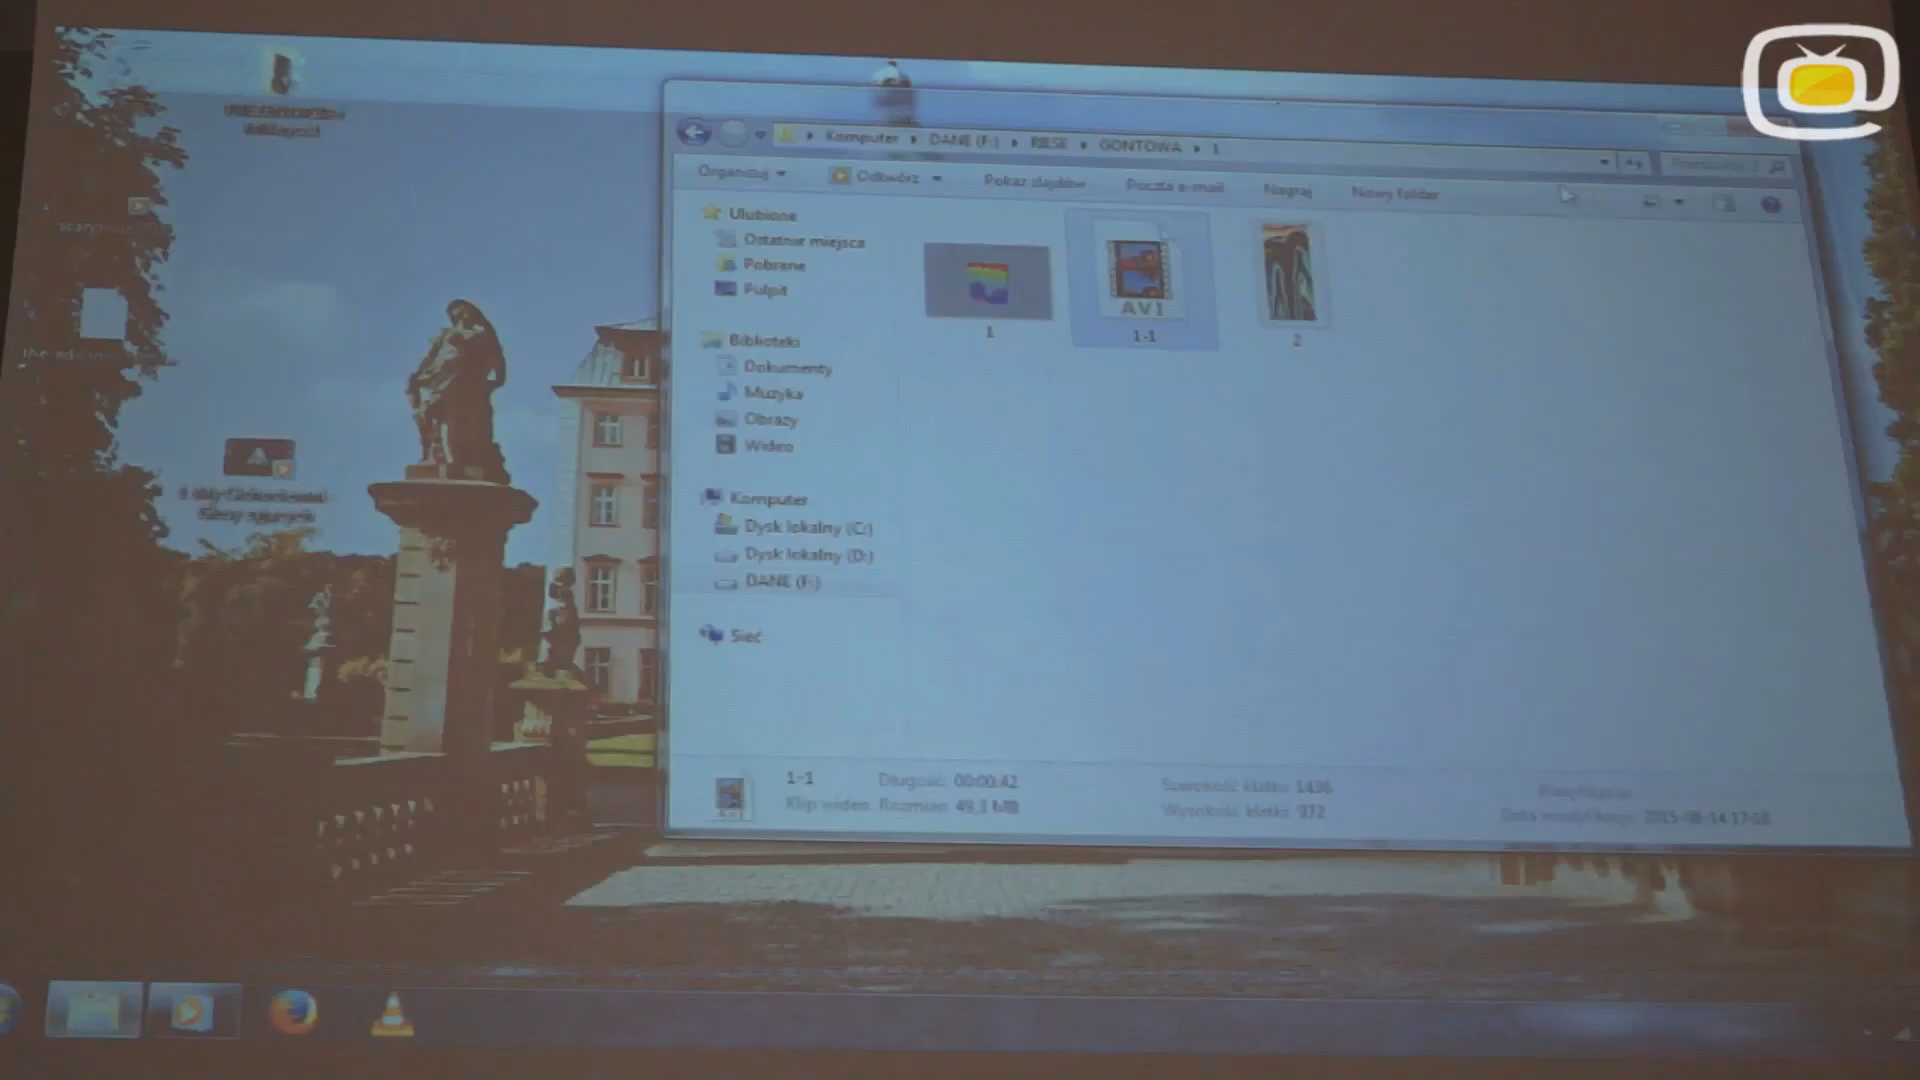 Komputer ▸ DANE (F:) ▸ RIESE ▸ GONTOWA ▸ 1
Organizuj Odtwórz Pokaz slajdów Poczta e-mail Nagraj Nowy folder
Ulubione
Ostatnie miejsca
Pobrane
Pulpit
Biblioteki
Dokumenty
Muzyka
Obrazy
Wideo
Komputer
Dysk lokalny (C:)
Dysk lokalny (D:)
DANE (F:)
Sieć
AVI
1 1-1 2
1-1 Długość: 00:00:42 Szerokość klatki: 1436
Klip wideo Rozmiar: 49,3 MB Wysokość klatki: 972 Data modyfikacji: 2015-08-14 17:18